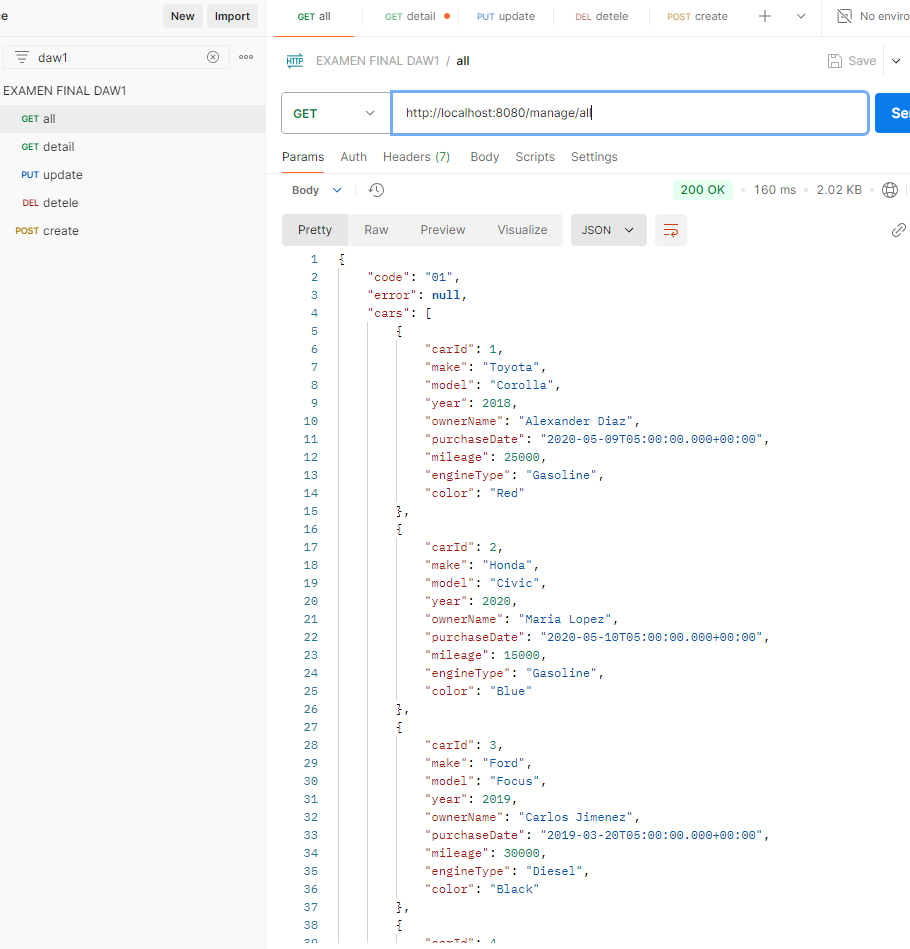 ce
New
Import
GET all
GET detail
PUT update
DEL detele
POST create
No enviro
daw1
EXAMEN FINAL DAW1
GET all
GET detail
PUT update
DEL detele
POST create
HTTP EXAMEN FINAL DAW1 / all
Save
GET
http://localhost:8080/manage/all
Sen
Params Auth Headers (7) Body Scripts Settings
Body
200 OK 160 ms 2.02 KB
Pretty Raw Preview Visualize JSON
1 {
2 "code": "01",
3 "error": null,
4 "cars": [
5 {
6 "carId": 1,
7 "make": "Toyota",
8 "model": "Corolla",
9 "year": 2018,
10 "ownerName": "Alexander Diaz",
11 "purchaseDate": "2020-05-09T05:00:00.000+00:00",
12 "mileage": 25000,
13 "engineType": "Gasoline",
14 "color": "Red"
15 },
16 {
17 "carId": 2,
18 "make": "Honda",
19 "model": "Civic",
20 "year": 2020,
21 "ownerName": "Maria Lopez",
22 "purchaseDate": "2020-05-10T05:00:00.000+00:00",
23 "mileage": 15000,
24 "engineType": "Gasoline",
25 "color": "Blue"
26 },
27 {
28 "carId": 3,
29 "make": "Ford",
30 "model": "Focus",
31 "year": 2019,
32 "ownerName": "Carlos Jimenez",
33 "purchaseDate": "2019-03-20T05:00:00.000+00:00",
34 "mileage": 30000,
35 "engineType": "Diesel",
36 "color": "Black"
37 },
38 {
39 "carId": 4